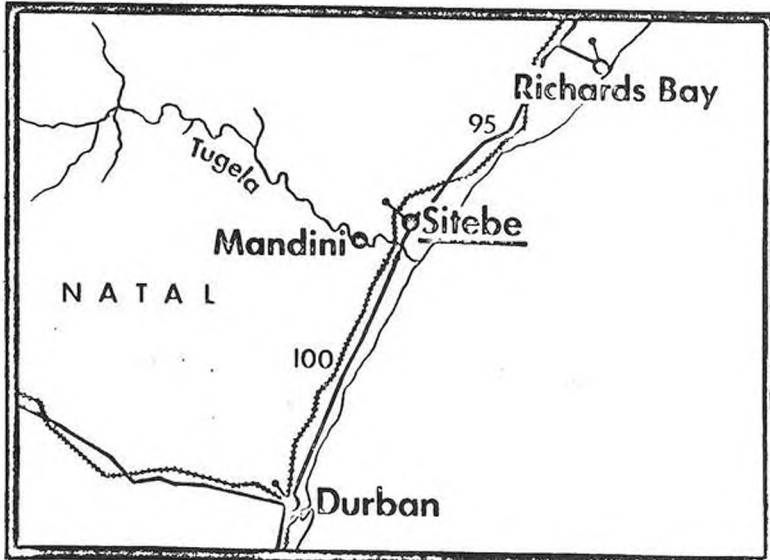 Richards Bay
95
Tugela
Sitebe
Mandini
NATAL
100
Durban